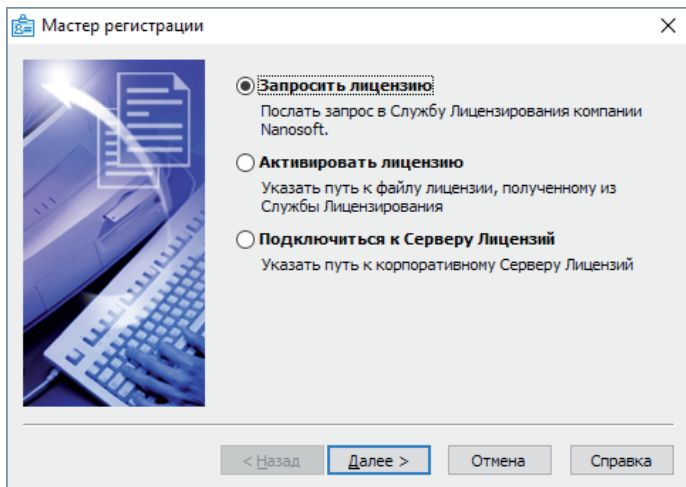 Мастер регистрации
Запросить лицензию
Послать запрос в Службу Лицензирования компании
Nanosoft.
Активировать лицензию
Указать путь к файлу лицензии, полученному из
Службы Лицензирования
Подключиться к Серверу Лицензий
Указать путь к корпоративному Серверу Лицензий
< Назад
Далее >
Отмена
Справка